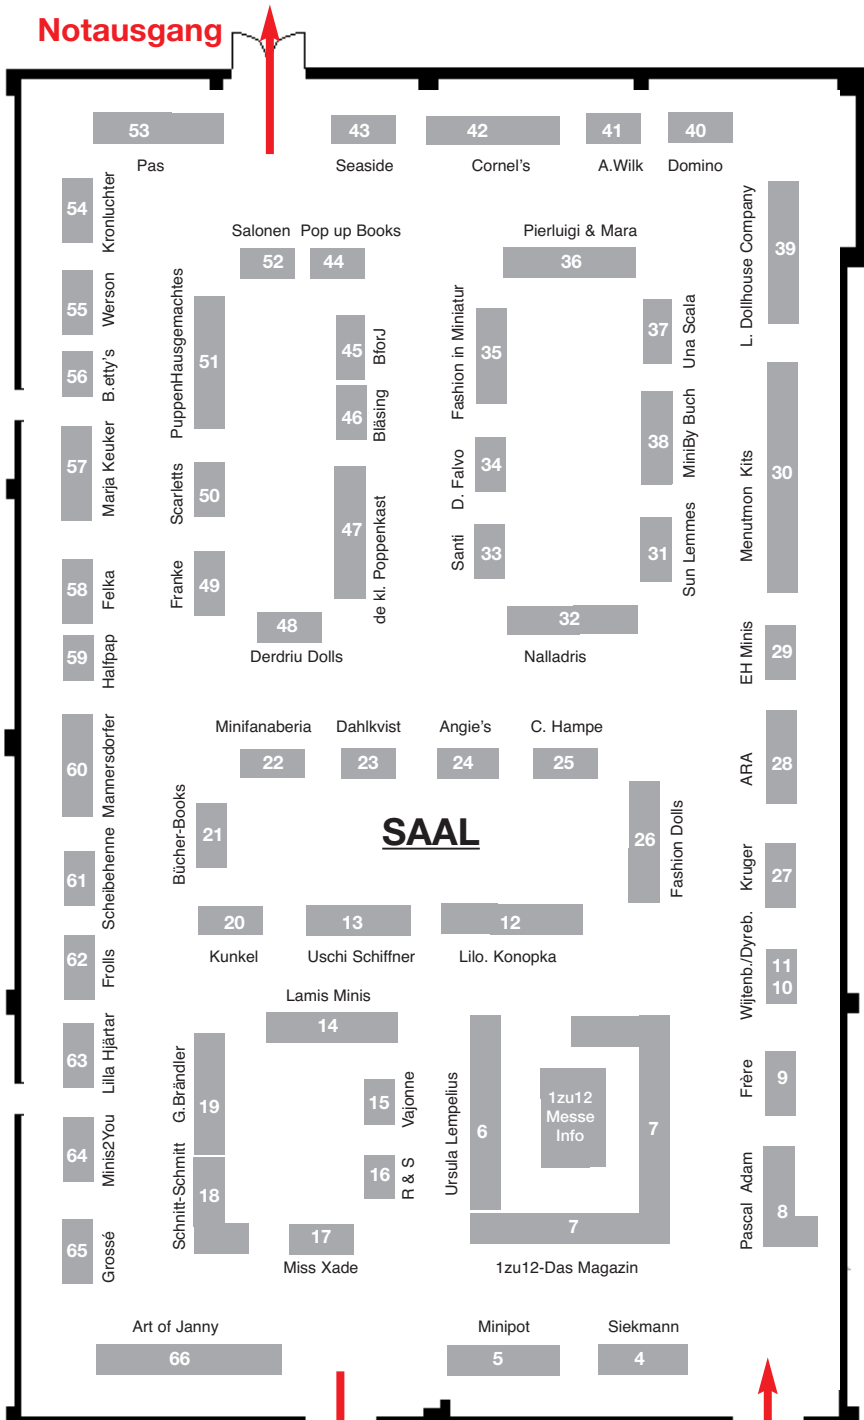 Notausgang
53
43
42
41
40
Pas
Seaside
Cornel's
A.Wilk
Domino
54
Kronluchter
L. Dollhouse Company
39
Salonen
Pop up Books
Pierluigi & Mara
52
44
36
55
Werson
PuppenHausgemachtes
51
45
BforJ
Fashion in Miniatur
35
37
Una Scala
56
B.etty's
46
Bläsing
38
MiniBy Buch
Menutmon Kits
30
57
Marja Keuker
Scarletts
50
D. Falvo
34
47
de kl. Poppenkast
Santi
33
31
Sun Lemmes
58
Felka
Franke
49
48
32
Derdriu Dolls
Nalladris
59
Halfpap
EH Minis
29
Minifanaberia
Dahlkvist
Angie's
C. Hampe
22
23
24
25
60
Mannersdorfer
ARA
28
Bücher-Books
21
SAAL
26
Fashion Dolls
61
Scheibehenne
Kruger
27
20
13
12
Kunkel
Uschi Schiffner
Lilo. Konopka
62
Frolls
Wijtenb./Dyreb.
11
10
Lamis Minis
14
63
Lilla Hjärtar
G.Brändler
19
15
Vajonne
Ursula Lempelius
6
1zu12
Messe
Info
7
Frère
9
64
Minis2You
Schnitt-Schmitt
18
16
R & S
Pascal Adam
8
65
Grossé
17
7
Miss Xade
1zu12-Das Magazin
Art of Janny
Minipot
Siekmann
66
5
4